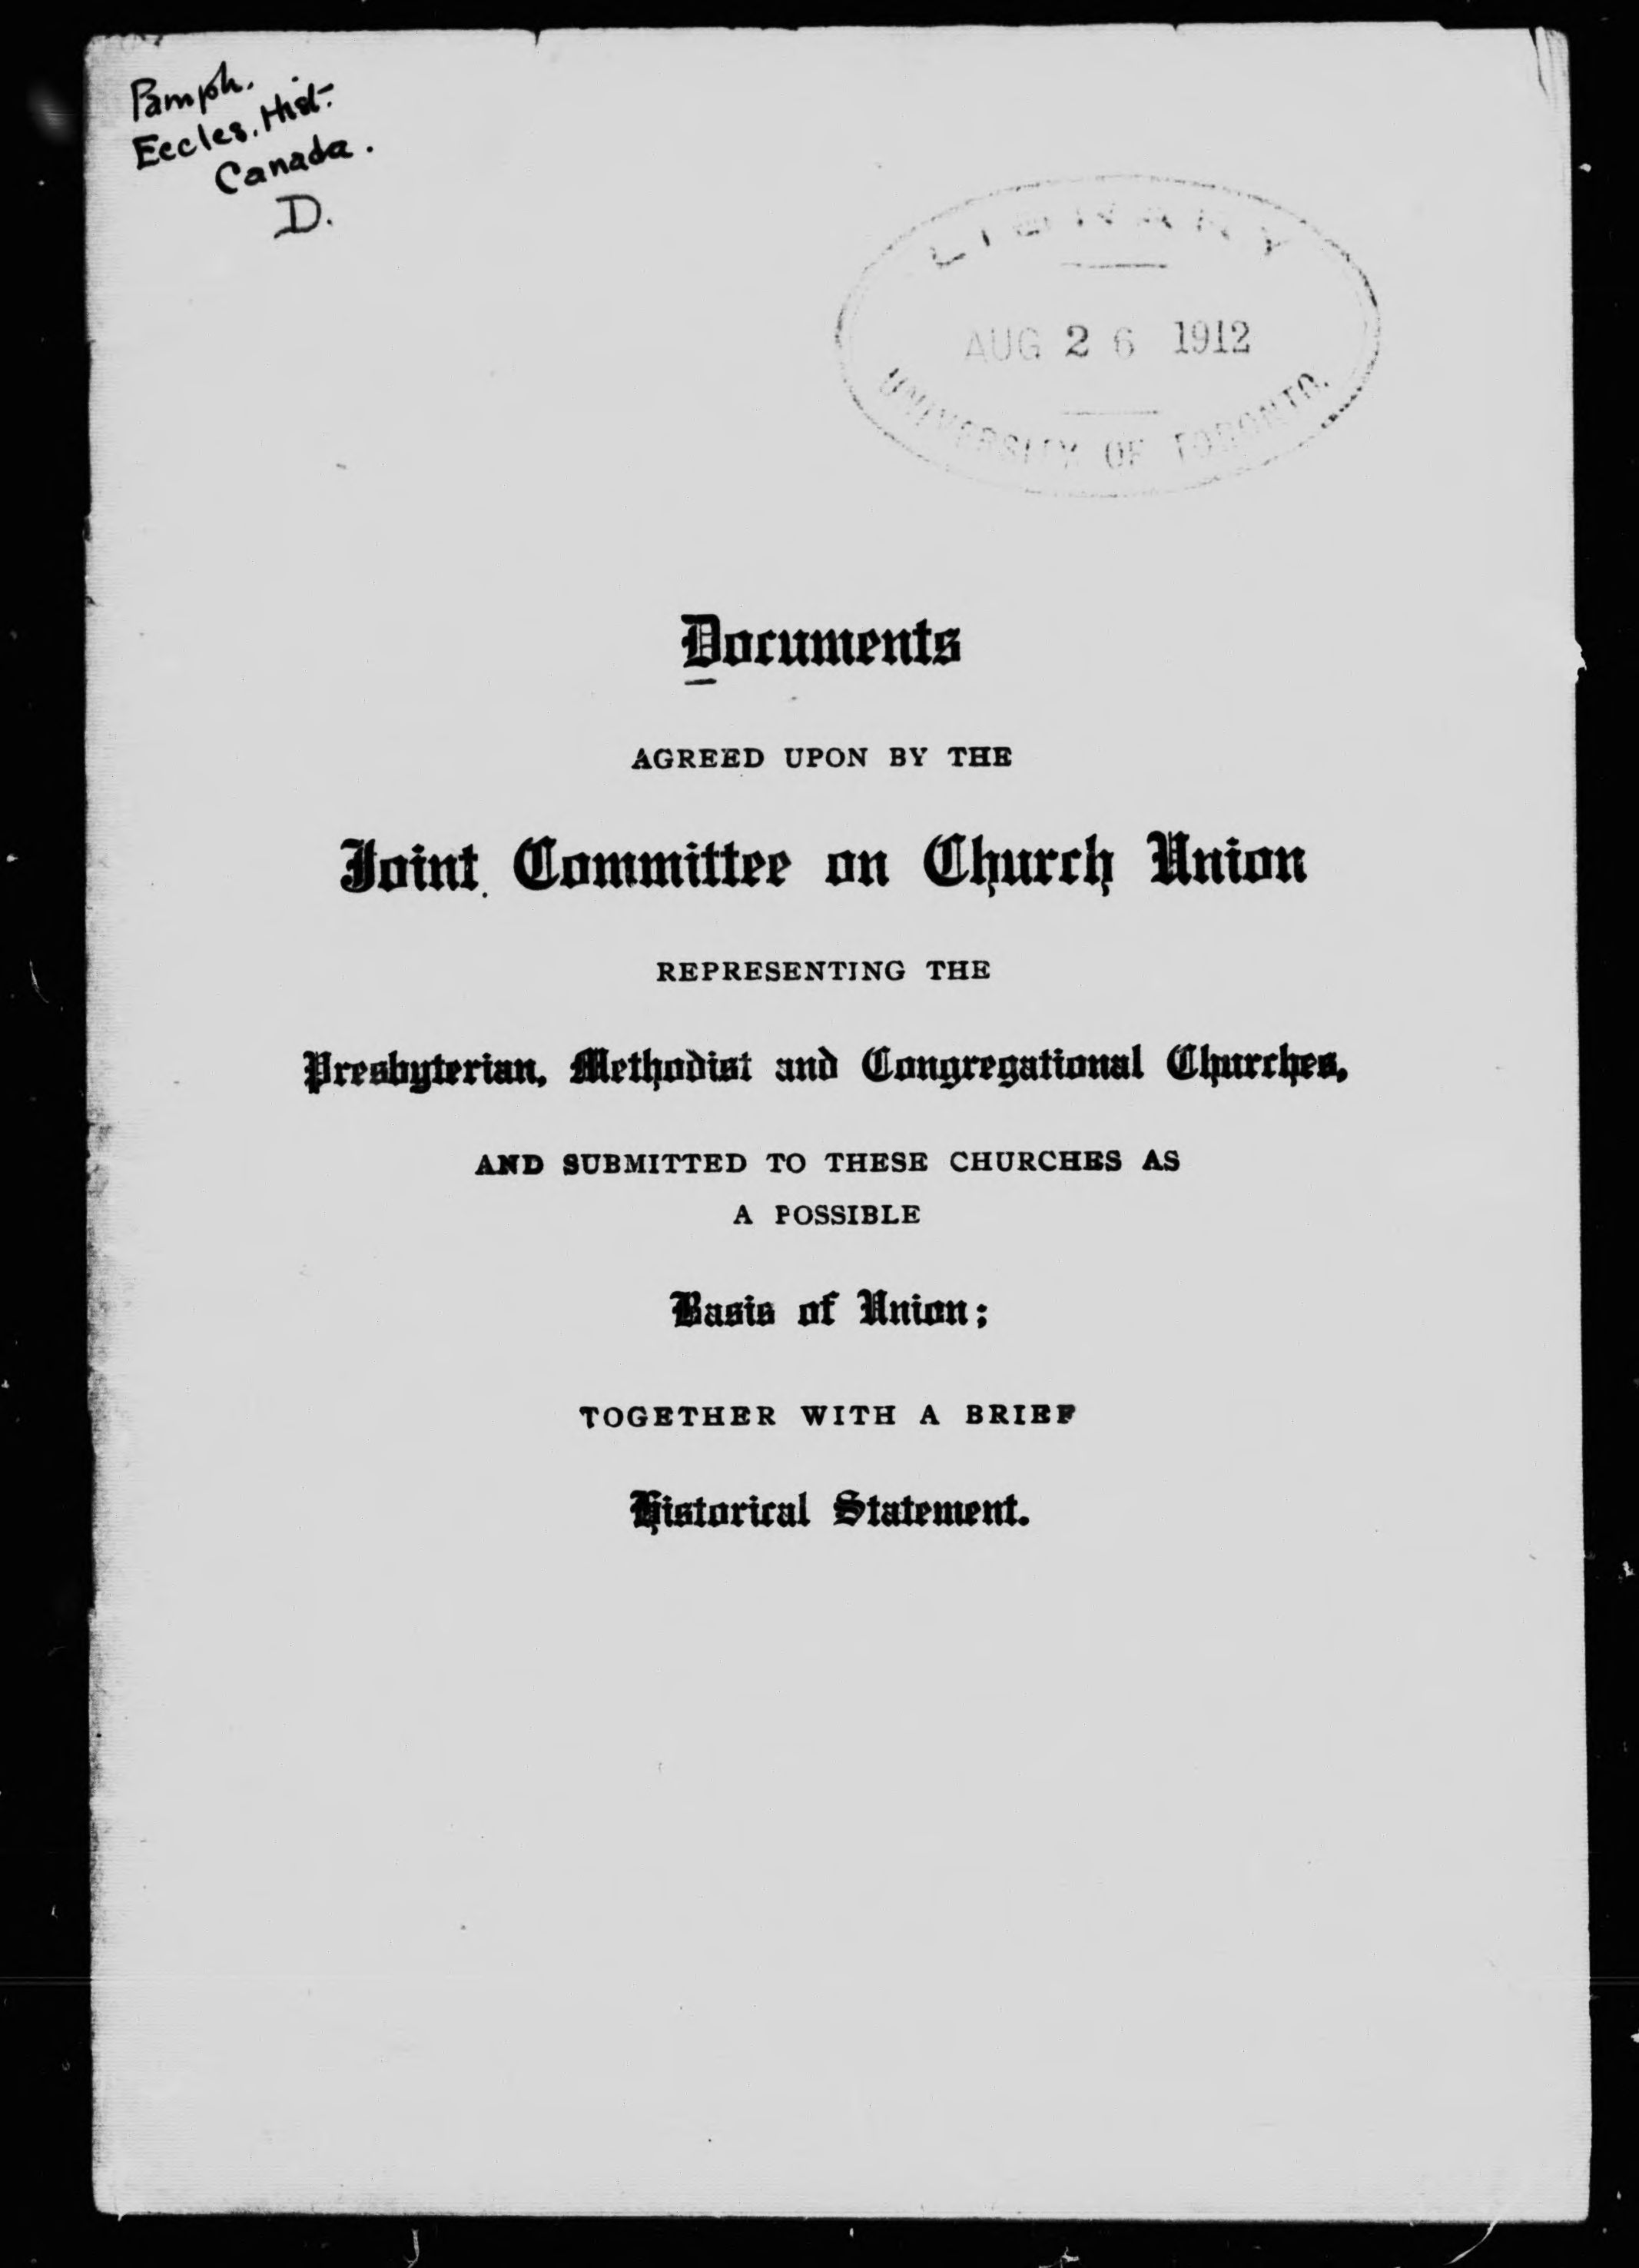 Pamph.
Eccles. Hist.
Canada.
D.
LIBRARY
AUG 26 1912
UNIVERSITY OF TORONTO.
Documents
AGREED UPON BY THE
Joint Committee on Church Union
REPRESENTING THE
Presbyterian, Methodist and Congregational Churches,
AND SUBMITTED TO THESE CHURCHES AS
A POSSIBLE
Basis of Union;
TOGETHER WITH A BRIEF
Historical Statement.